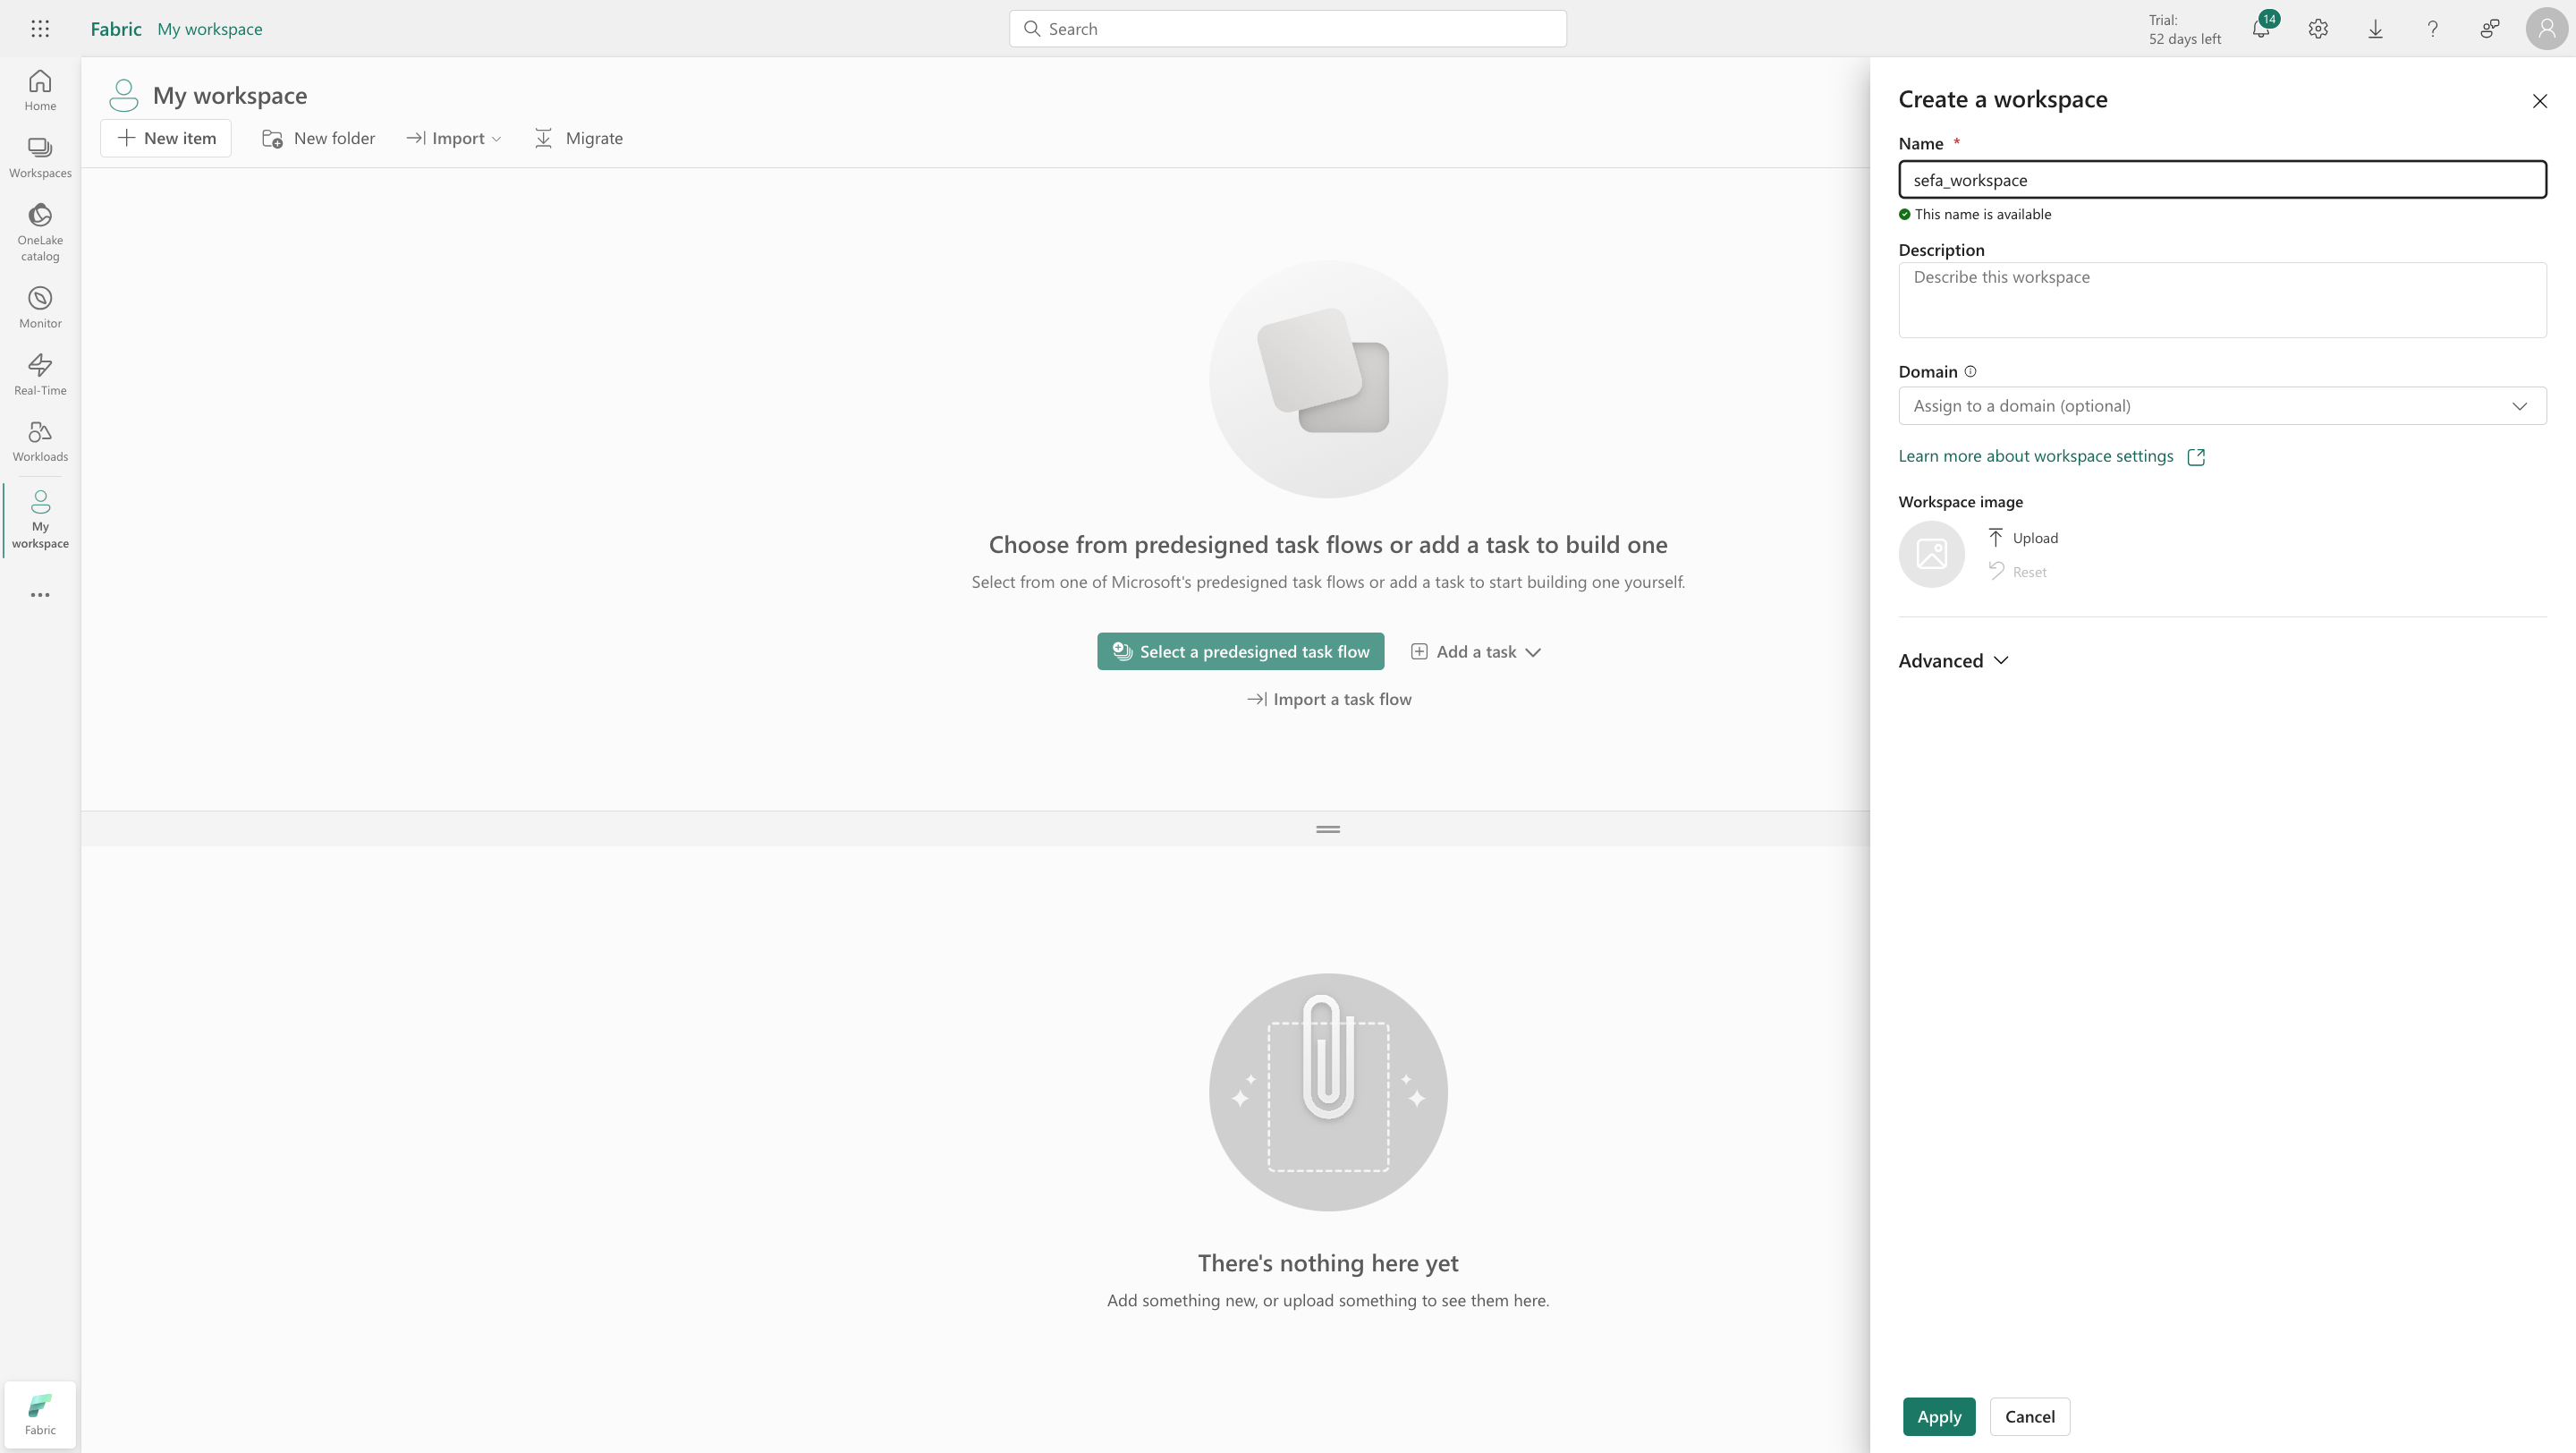 Fabric My workspace
Search
Trial:
52 days left
14
Home
Workspaces
OneLake
catalog
Monitor
Real-Time
Workloads
My
workspace
Fabric
My workspace
New item
New folder
Import
Migrate
Choose from predesigned task flows or add a task to build one
Select from one of Microsoft's predesigned task flows or add a task to start building one yourself.
Select a predesigned task flow
Add a task
Import a task flow
There's nothing here yet
Add something new, or upload something to see them here.
Create a workspace
Name *
sefa_workspace
This name is available
Description
Describe this workspace
Domain
Assign to a domain (optional)
Learn more about workspace settings
Workspace image
Upload
Reset
Advanced
Apply
Cancel